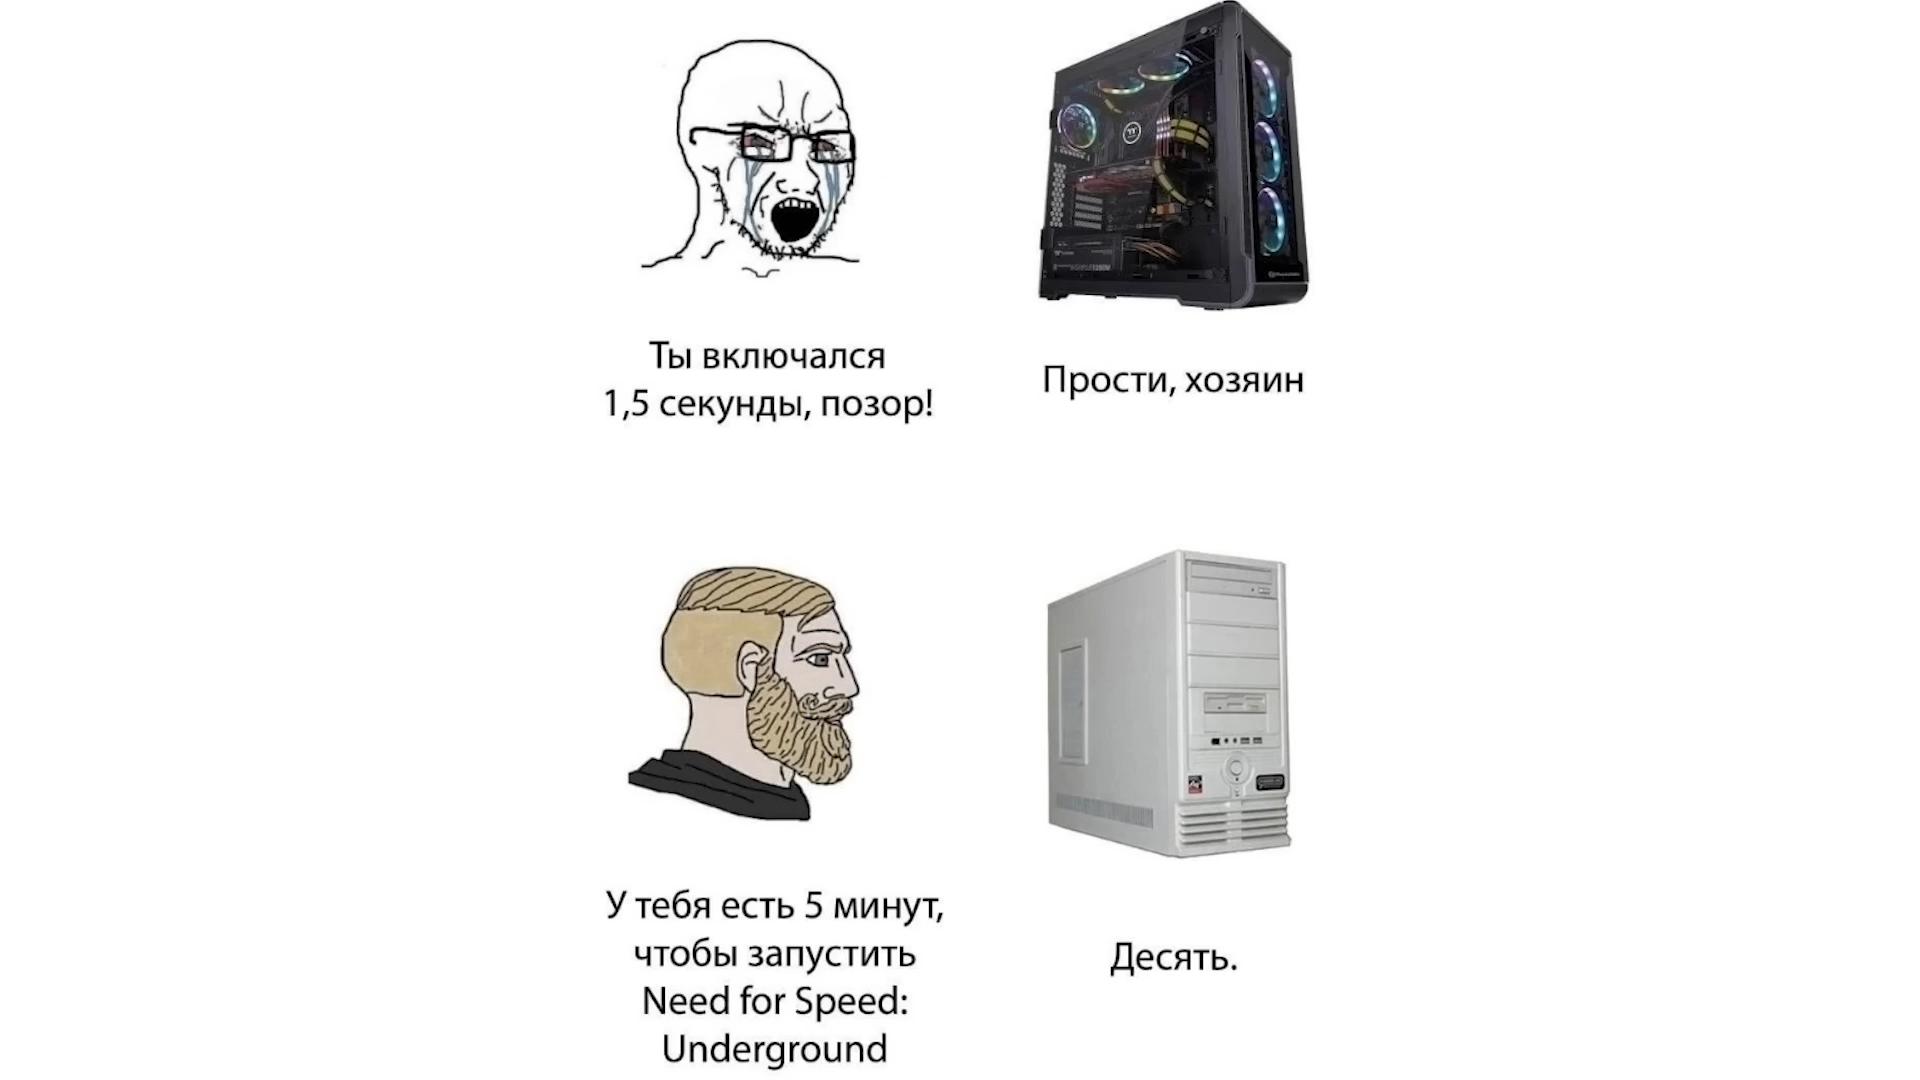 Ты включался
1,5 секунды, позор!
Прости, хозяин
У тебя есть 5 минут,
чтобы запустить
Need for Speed:
Underground
Десять.